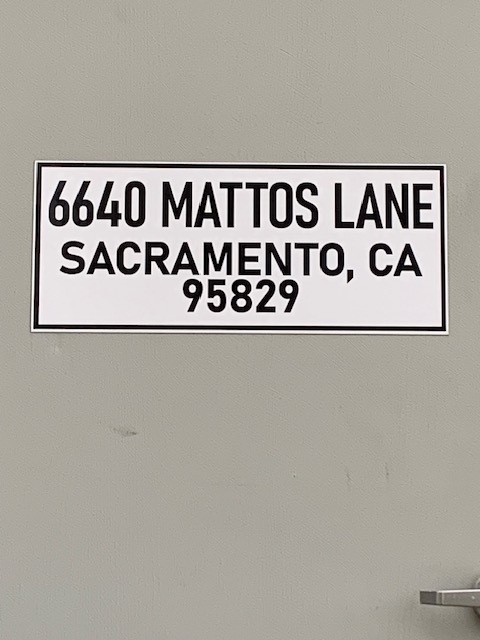 6640 MATTOS LANE
SACRAMENTO, CA
95829